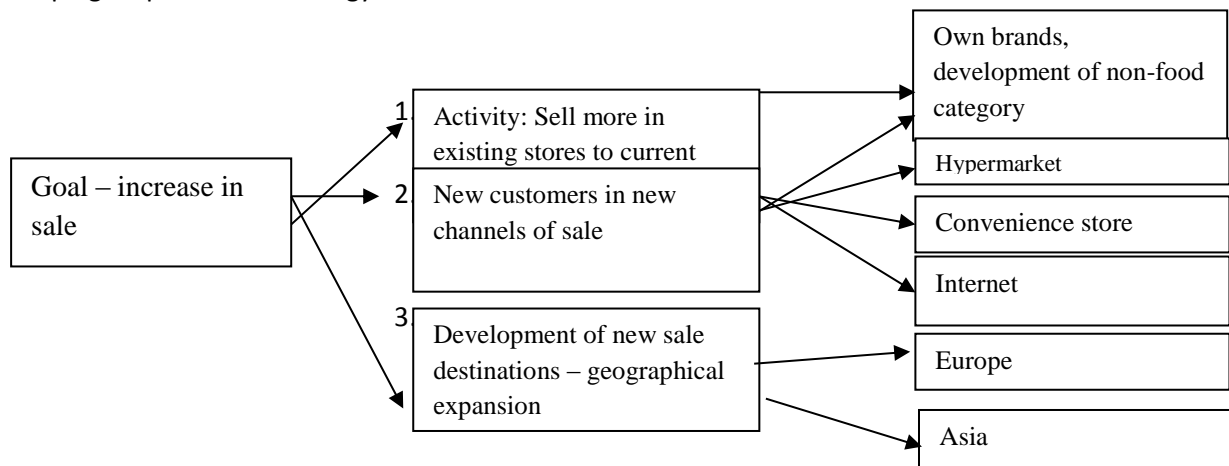 Goal – increase in
sale
1. Activity: Sell more in
existing stores to current
2. New customers in new
channels of sale
3. Development of new sale
destinations – geographical
expansion
Own brands,
development of non-food
category
Hypermarket
Convenience store
Internet
Europe
Asia